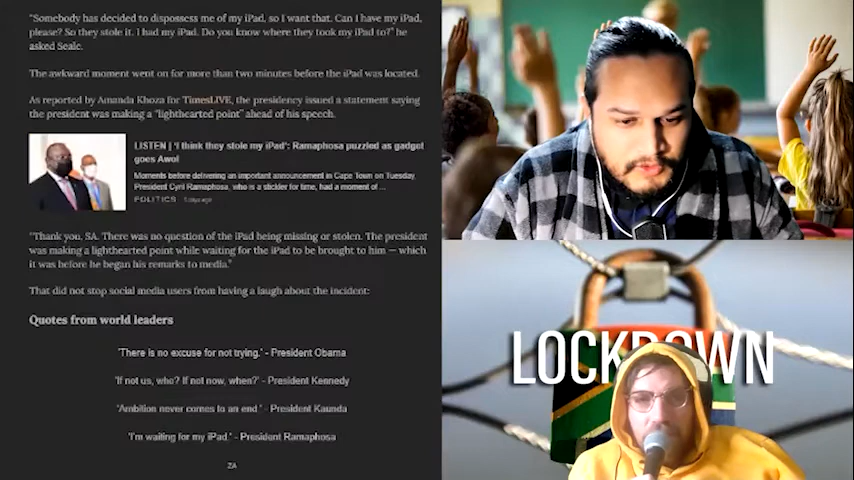 "Somebody has decided to dispossess me of my iPad, so I want that. Can I have my iPad,
please? So they stole it. I had my iPad. Do you know where they took my iPad to?" he
asked Seale.
The awkward moment went on for more than two minutes before the iPad was located.
As reported by Amanda Khoza for TimesLIVE, the presidency issued a statement saying
the president was making a "lighthearted point" ahead of his speech.
LISTEN | 'I think they stole my iPad': Ramaphosa puzzled as gadget
goes Awol
Moments before delivering an important announcement in Cape Town on Tuesday,
President Cyril Ramaphosa, who is a stickler for time, had a moment of ...
POLITICS days ago
"Thank you, SA. There was no question of the iPad being missing or stolen. The president
was making a lighthearted point while waiting for the iPad to be brought to him — which
it was before he began his remarks to media."
That did not stop social media users from having a laugh about the incident:
Quotes from world leaders
'There is no excuse for not trying.' - President Obama
'If not us, who? If not now, when?' - President Kennedy
'Ambition never comes to an end.' - President Kaunda
'I'm waiting for my iPad.' - President Ramaphosa
ZA
LOCKDOWN